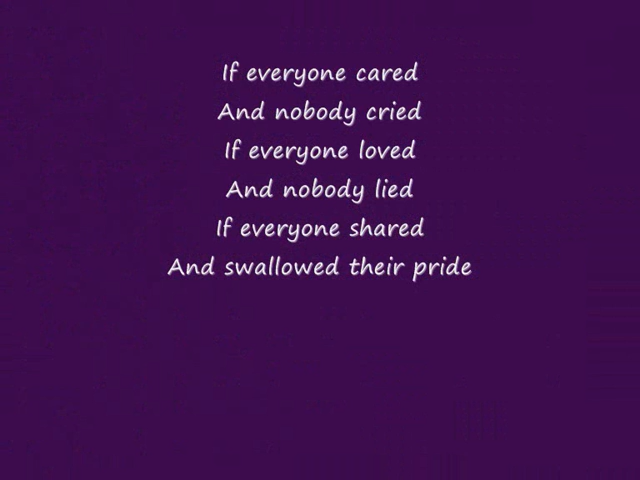 If everyone cared
And nobody cried
If everyone loved
And nobody lied
If everyone shared
And swallowed their pride